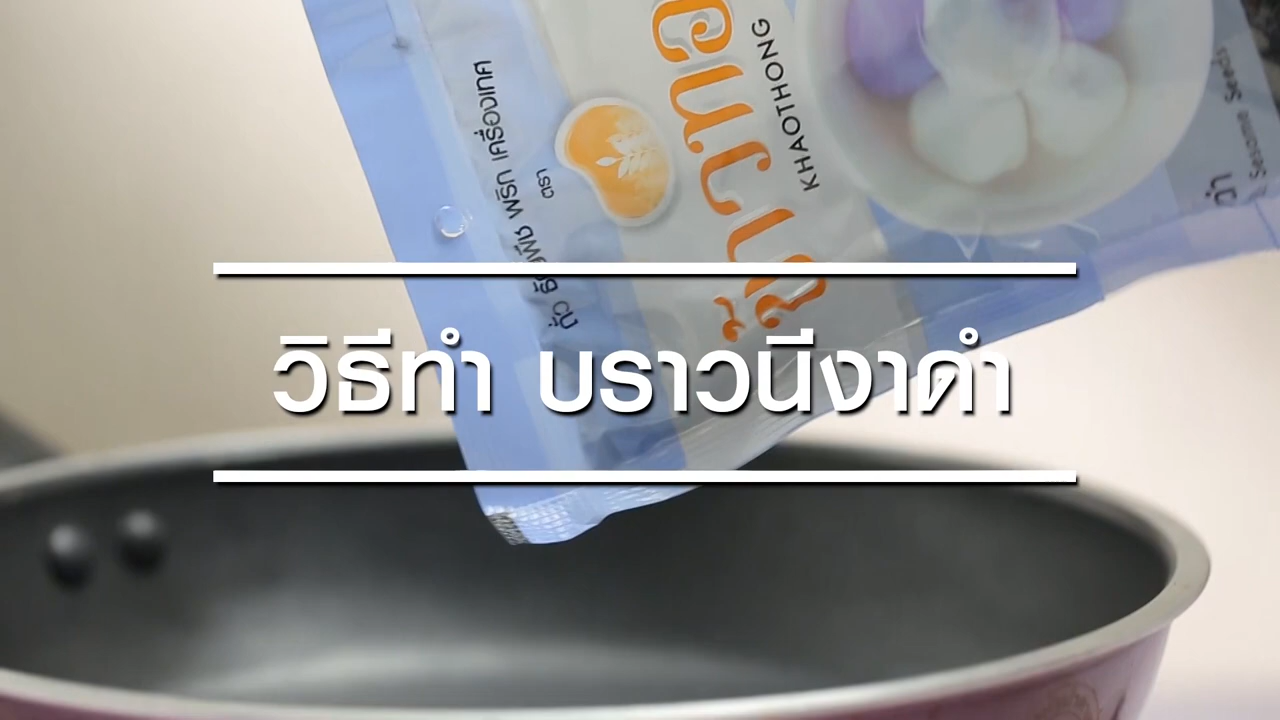 วิธีทำ บราวนี่งาดำ
ถั่ว ธัญพืช พริก เครื่องเทศ
ตรา
KHAOTHONG
Sesame Seeds